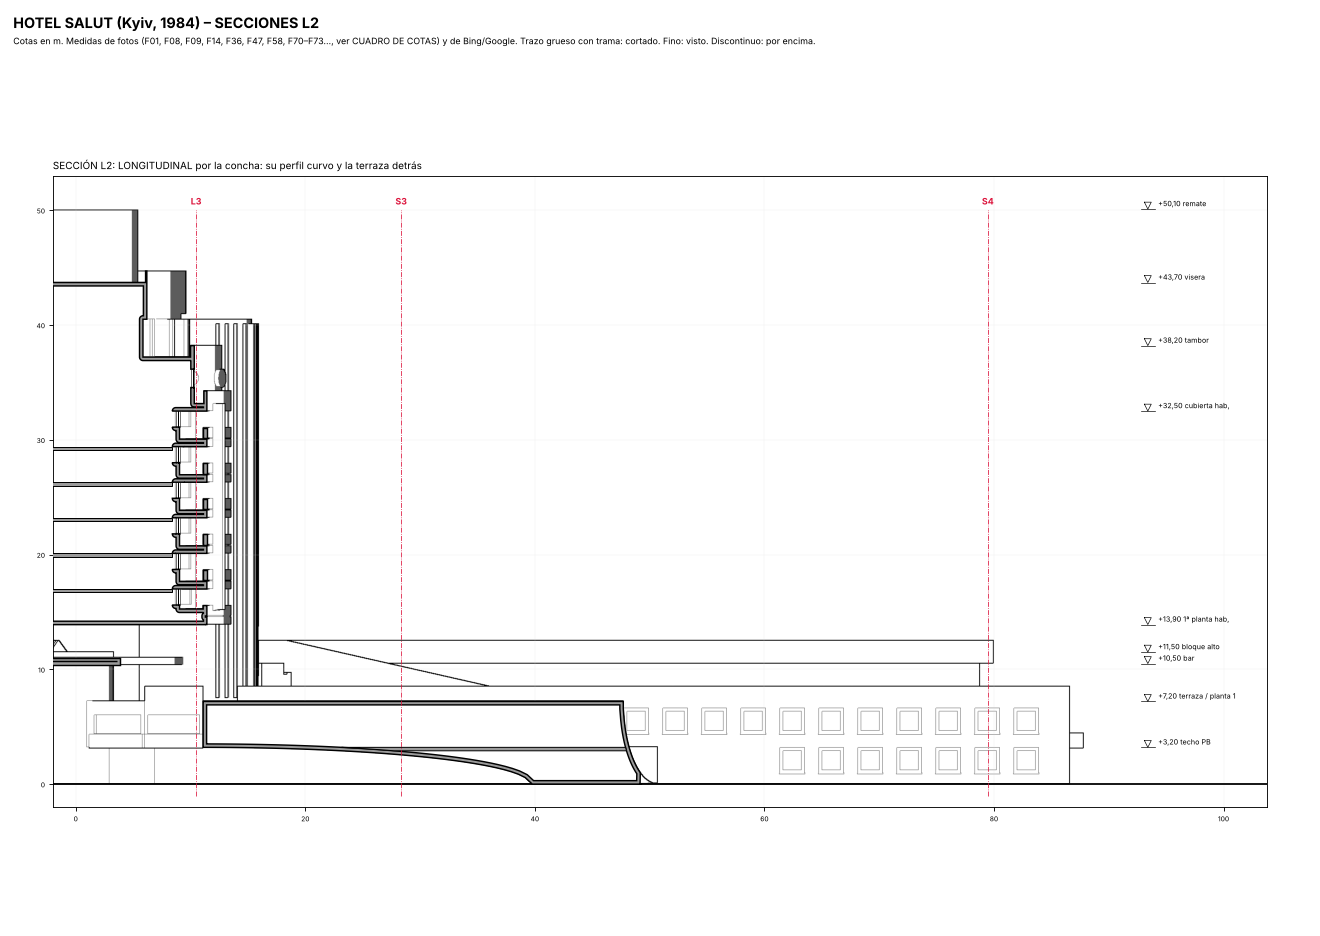 HOTEL SALUT (Kyiv, 1984) – SECCIONES L2
Cotas en m. Medidas de fotos (F01, F08, F09, F14, F36, F47, F58, F70–F73..., ver CUADRO DE COTAS) y de Bing/Google. Trazo grueso con trama: cortado. Fino: visto. Discontinuo: por encima.
SECCIÓN L2: LONGITUDINAL por la concha: su perfil curvo y la terraza detrás
L3 S3 S4
50
40
30
20
10
0
+50,10 remate
+43,70 visera
+38,20 tambor
+32,50 cubierta hab,
+13,90 1ª planta hab,
+11,50 bloque alto
+10,50 bar
+7,20 terraza / planta 1
+3,20 techo PB
0 20 40 60 80 100